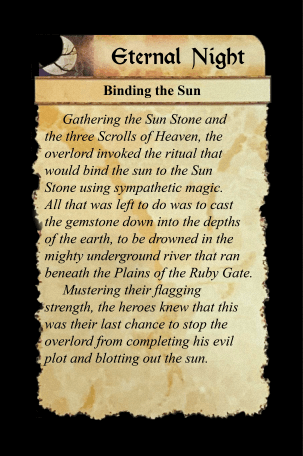 Eternal Night
Binding the Sun
Gathering the Sun Stone and
the three Scrolls of Heaven, the
overlord invoked the ritual that
would bind the sun to the Sun
Stone using sympathetic magic.
All that was left to do was to cast
the gemstone down into the depths
of the earth, to be drowned in the
mighty underground river that ran
beneath the Plains of the Ruby Gate.
Mustering their flagging
strength, the heroes knew that this
was their last chance to stop the
overlord from completing his evil
plot and blotting out the sun.